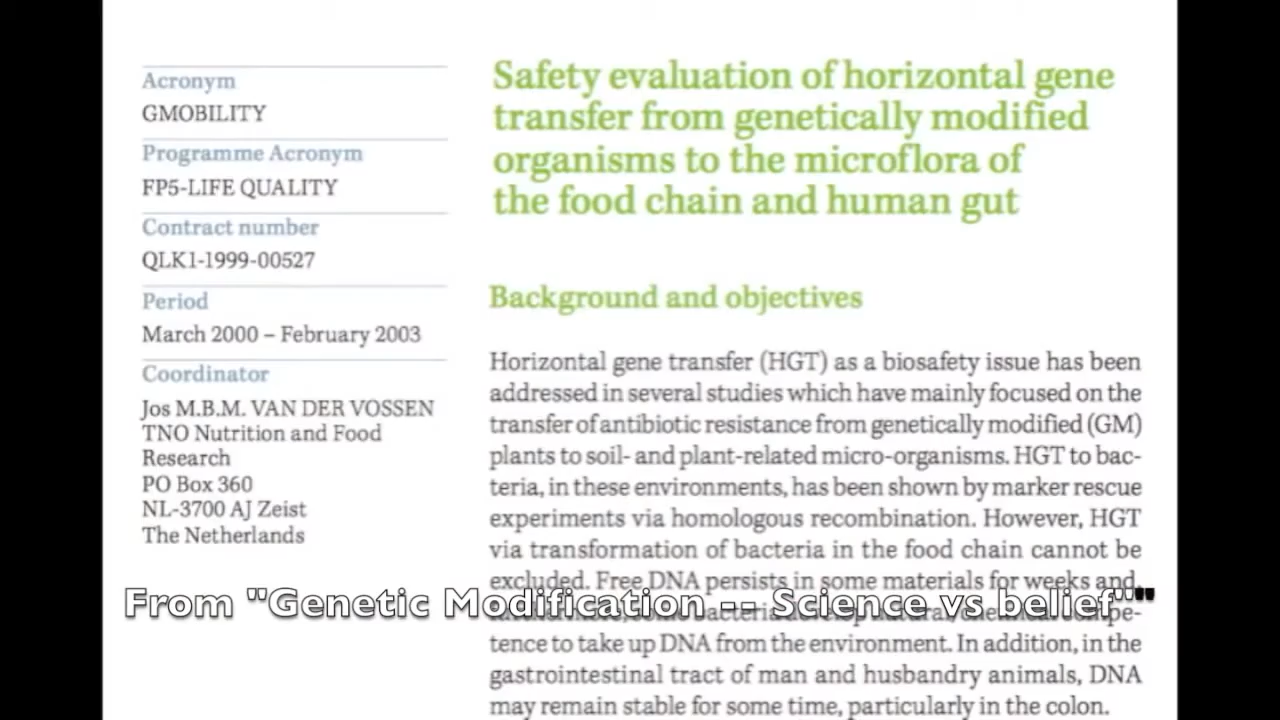 Acronym
GMOBILITY
Programme Acronym
FP5-LIFE QUALITY
Contract number
QLK1-1999-00527
Period
March 2000 – February 2003
Coordinator
Jos M.B.M. VAN DER VOSSEN
TNO Nutrition and Food
Research
PO Box 360
NL-3700 AJ Zeist
The Netherlands
Safety evaluation of horizontal gene
transfer from genetically modified
organisms to the microflora of
the food chain and human gut
Background and objectives
Horizontal gene transfer (HGT) as a biosafety issue has been
addressed in several studies which have mainly focused on the
transfer of antibiotic resistance from genetically modified (GM)
plants to soil- and plant-related micro-organisms. HGT to bac-
teria, in these environments, has been shown by marker rescue
experiments via homologous recombination. However, HGT
via transformation of bacteria in the food chain cannot be
excluded. Free DNA persists in some materials for weeks and,
some bacteria
tence to take up DNA from the environment. In addition, in the
gastrointestinal tract of man and husbandry animals, DNA
may remain stable for some time, particularly in the colon.
From "Genetic Modification -- Science vs belief""